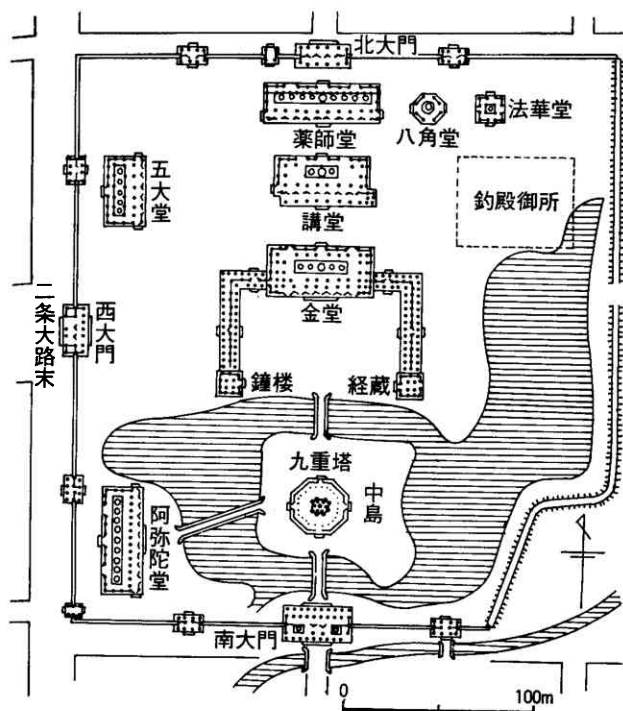 北大門
薬師堂
八角堂
法華堂
五大堂
講堂
釣殿御所
金堂
二条大路末
西大門
鐘楼
経蔵
九重塔
中島
阿弥陀堂
南大門
0
100m